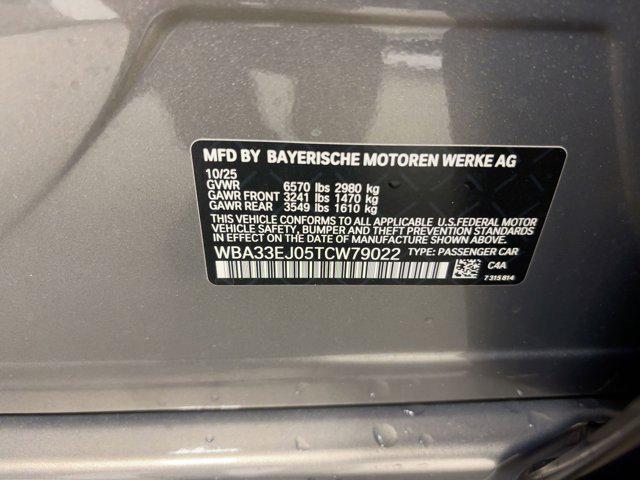 MFD BY BAYERISCHE MOTOREN WERKE AG
10/25
GVWR 6570 lbs 2980 kg
GAWR FRONT 3241 lbs 1470 kg
GAWR REAR 3549 lbs 1610 kg
THIS VEHICLE CONFORMS TO ALL APPLICABLE U.S.FEDERAL MOTOR
VEHICLE SAFETY, BUMPER AND THEFT PREVENTION STANDARDS
IN EFFECT ON THE DATE OF MANUFACTURE SHOWN ABOVE.
WBA33EJ05TCW79022 TYPE: PASSENGER CAR
C4A
7 315 814